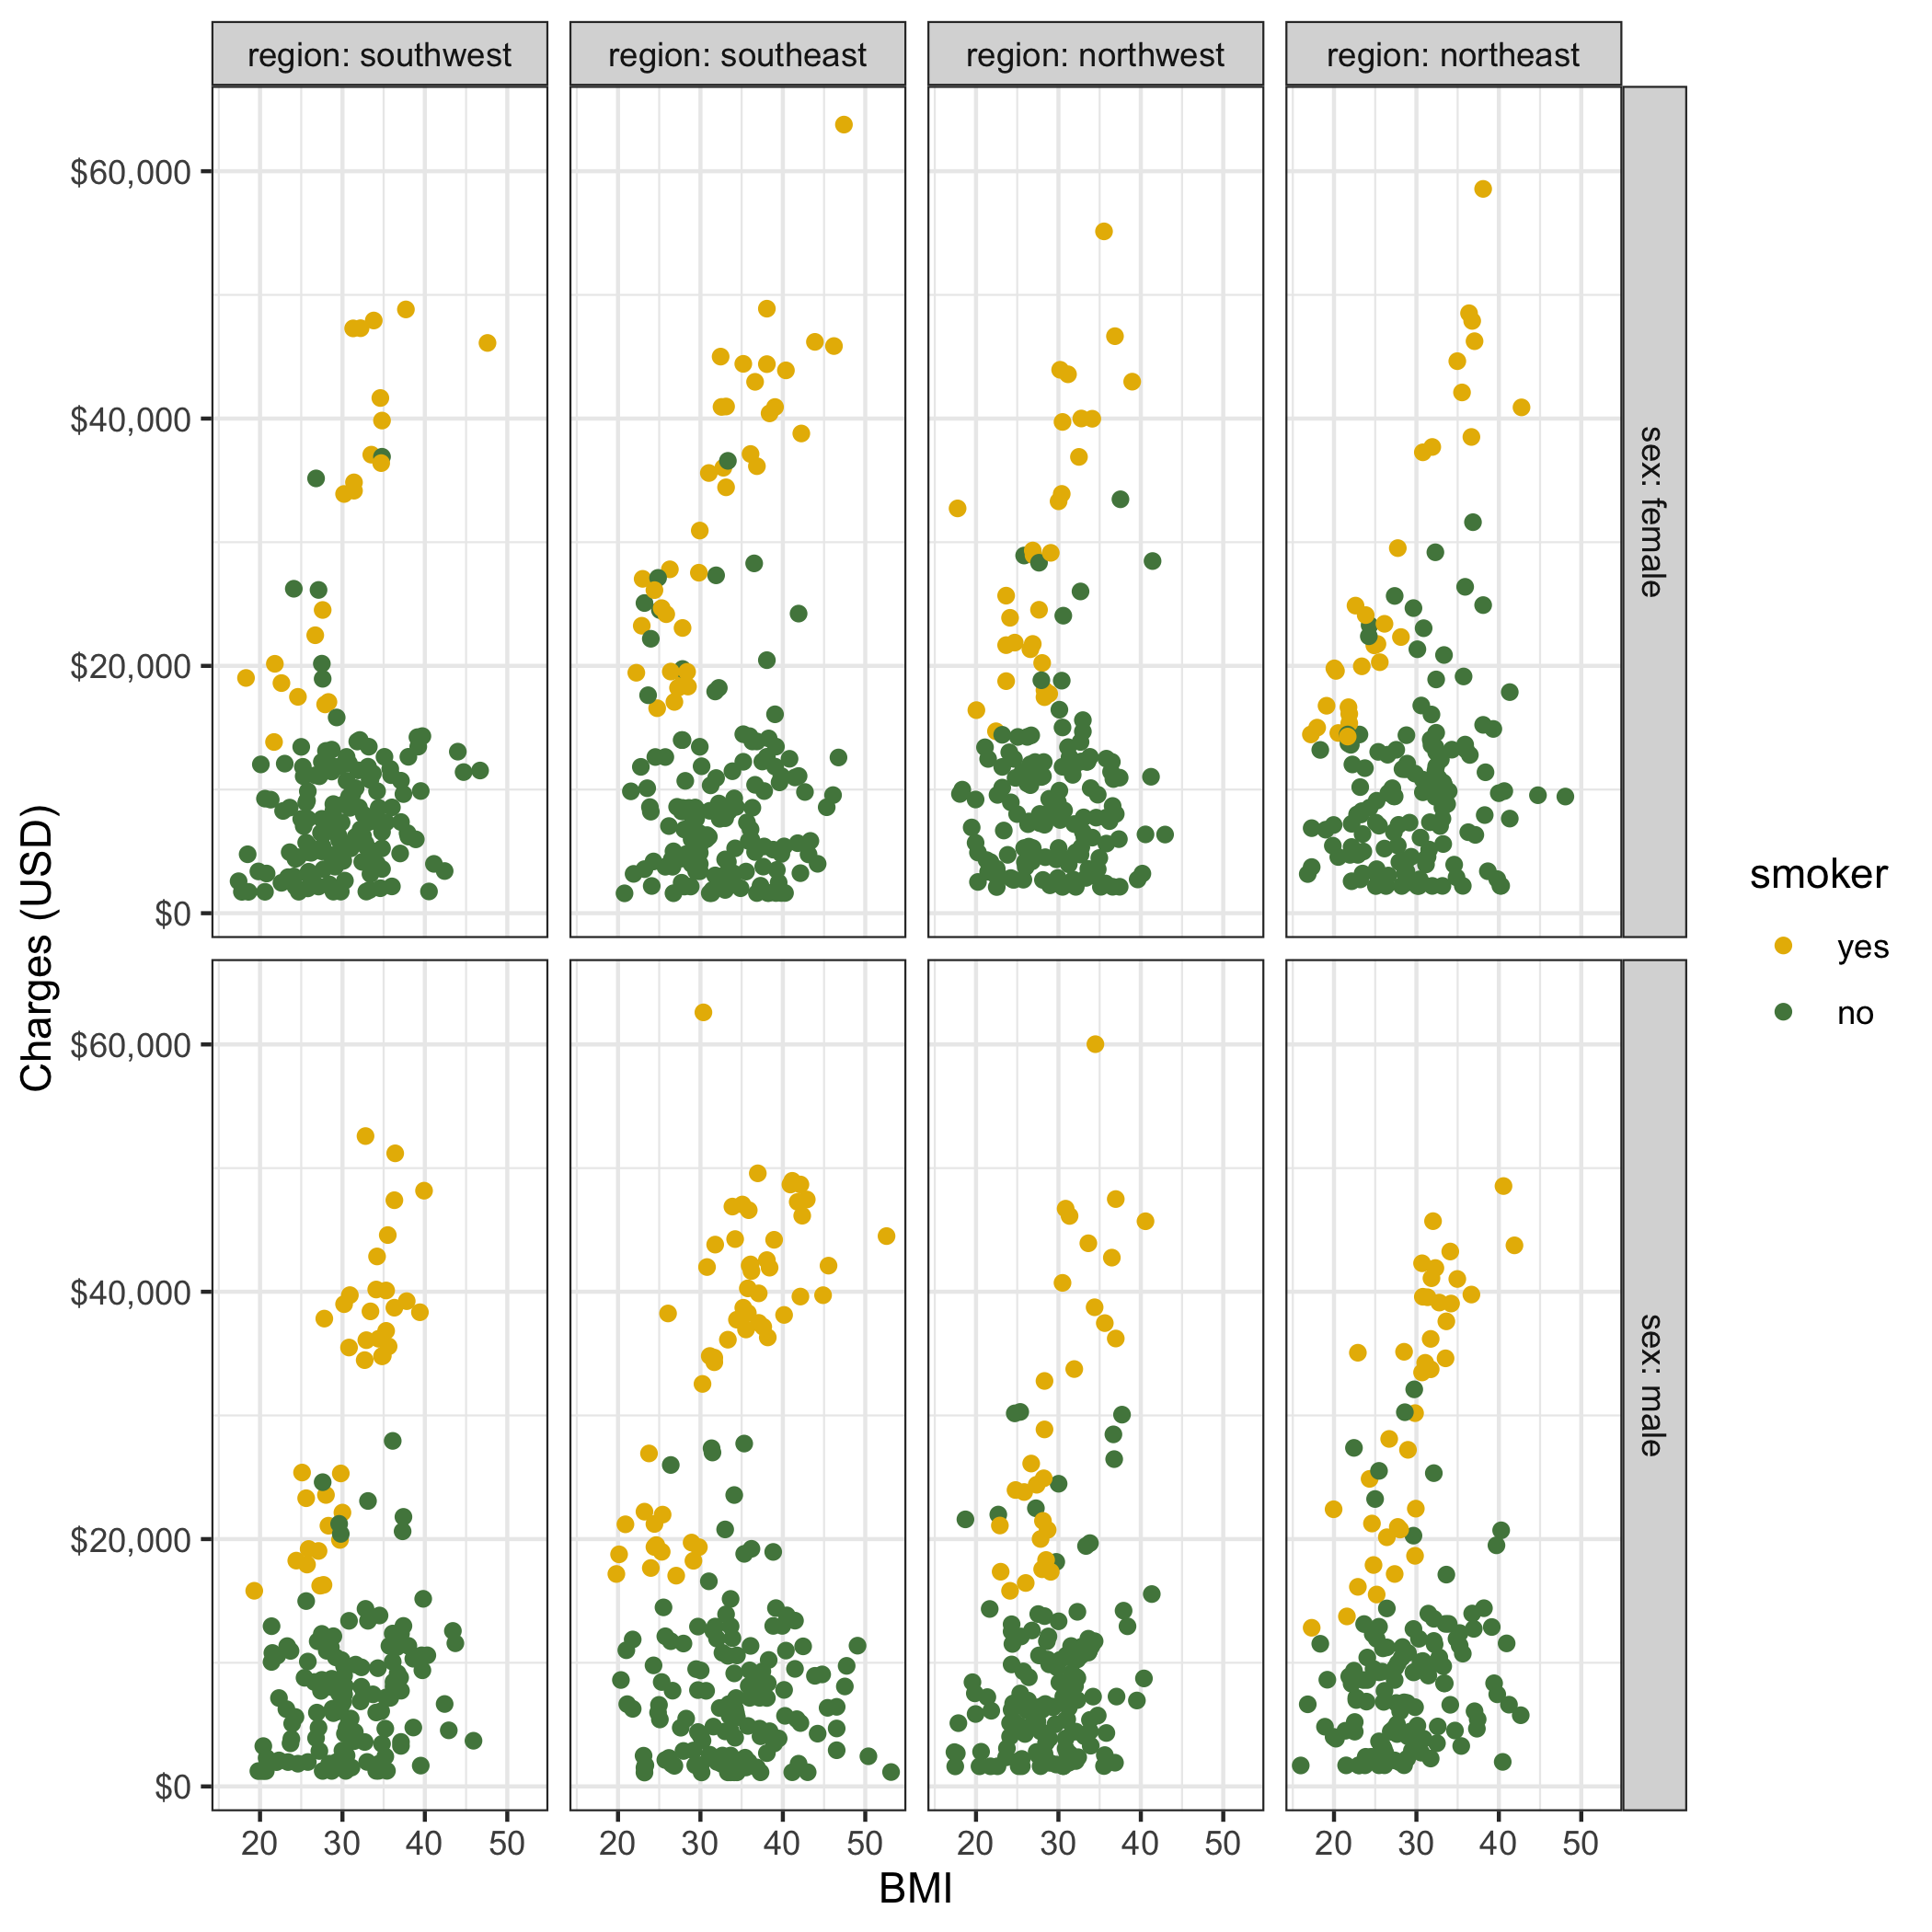 region: southwest
region: southeast
region: northwest
region: northeast
$60,000
$40,000
$20,000
$0
sex: female
Charges (USD)
smoker
yes
no
$60,000
$40,000
$20,000
$0
sex: male
20 30 40 50
20 30 40 50
20 30 40 50
20 30 40 50
BMI